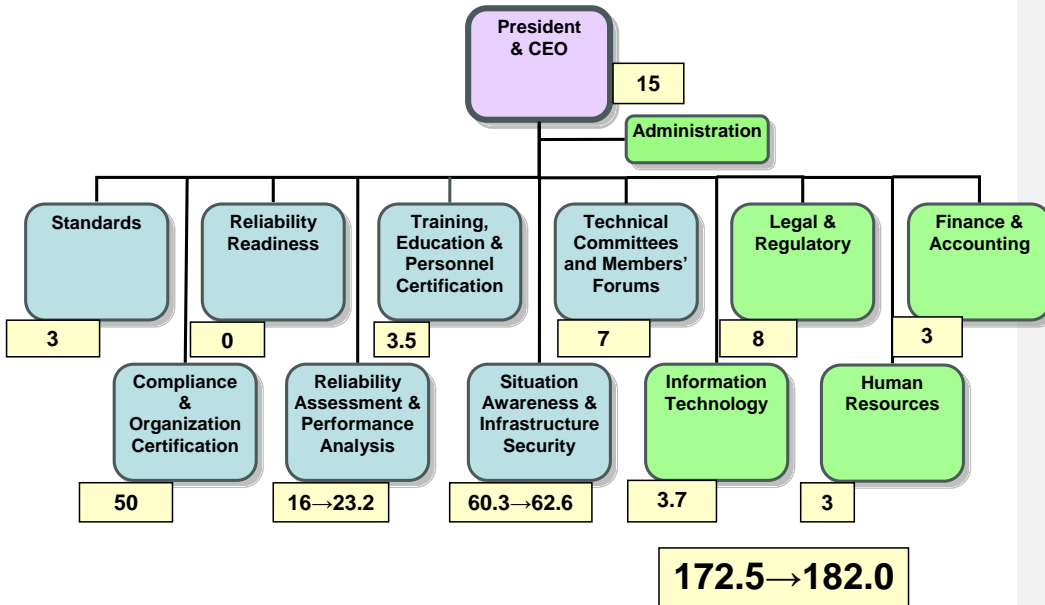 President
& CEO
15
Administration
Standards
3
Reliability
Readiness
0
Training,
Education &
Personnel
Certification
3.5
Technical
Committees
and Members’
Forums
7
Legal &
Regulatory
8
Finance &
Accounting
3
Compliance
&
Organization
Certification
50
Reliability
Assessment &
Performance
Analysis
16→23.2
Situation
Awareness &
Infrastructure
Security
60.3→62.6
Information
Technology
3.7
Human
Resources
3
172.5→182.0